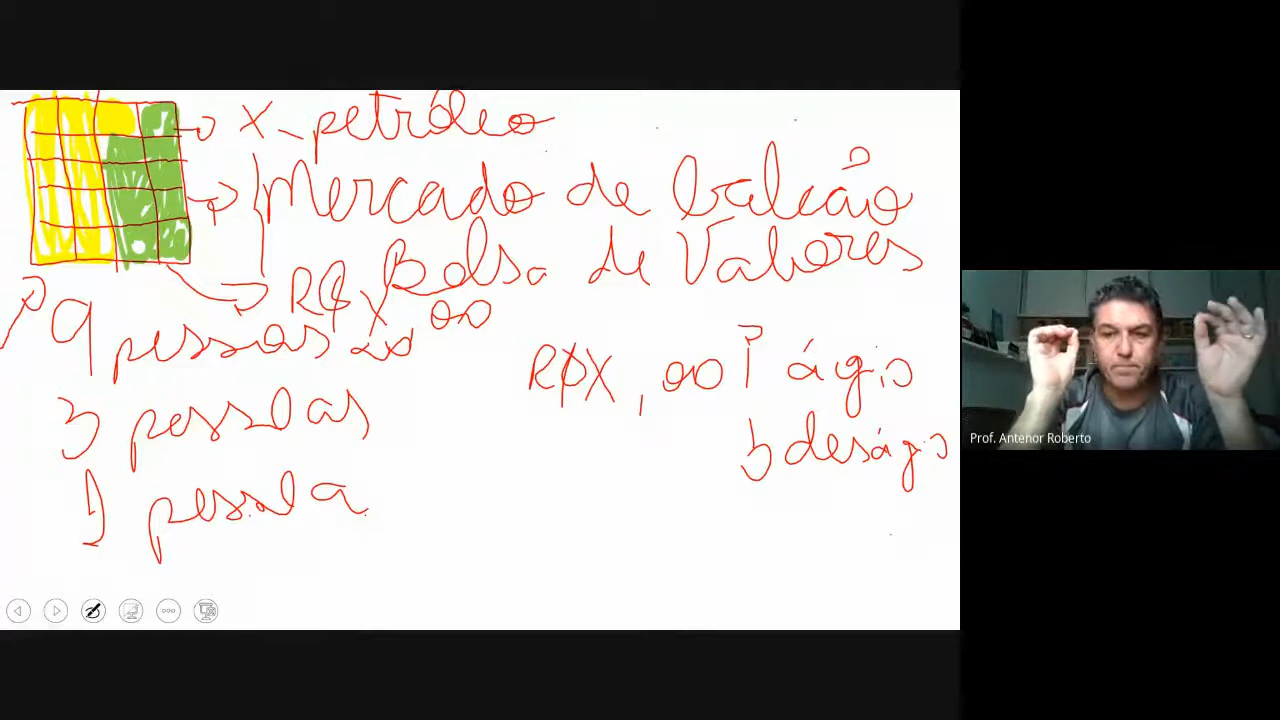 X-petróleo
Mercado de balcão
Bolsa de Valores
R$X
00
9 pessoas
R$X,00 ágio
deságio
3 pessoas
1 pessoa
Prof. Antenor Roberto